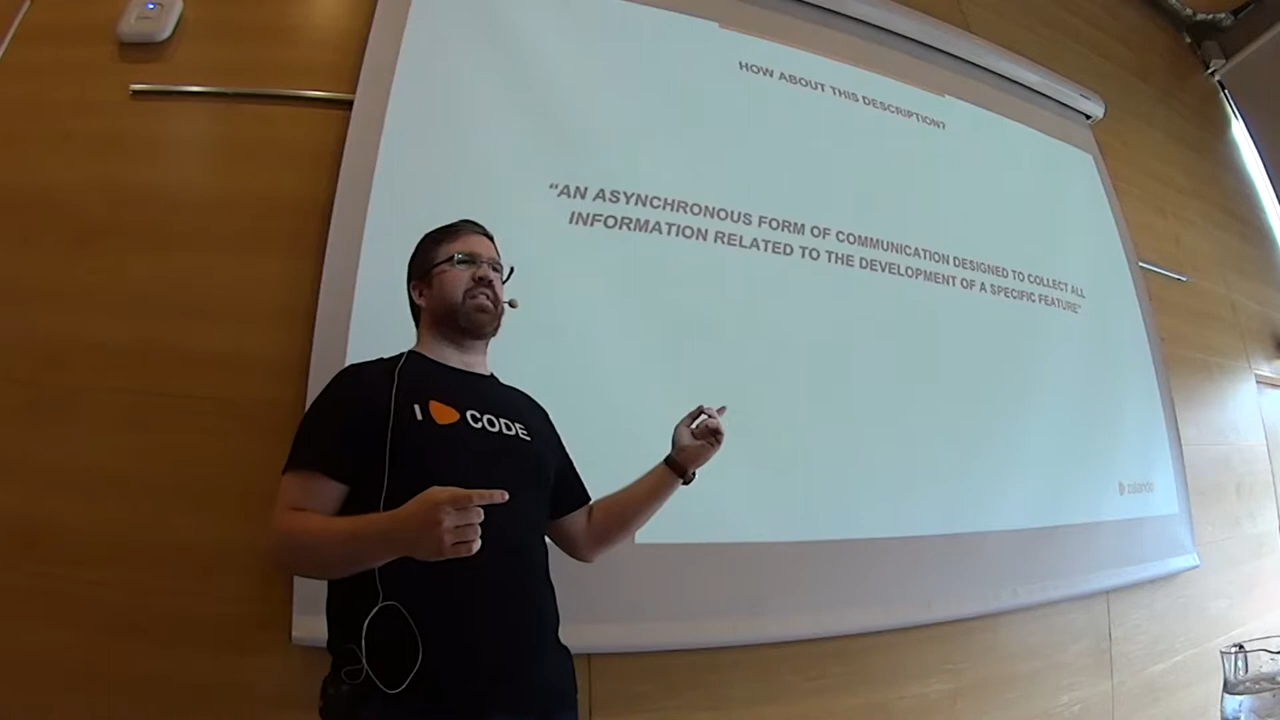 HOW ABOUT THIS DESCRIPTION?
“AN ASYNCHRONOUS FORM OF COMMUNICATION DESIGNED TO COLLECT ALL
INFORMATION RELATED TO THE DEVELOPMENT OF A SPECIFIC FEATURE”
I CODE
zalando